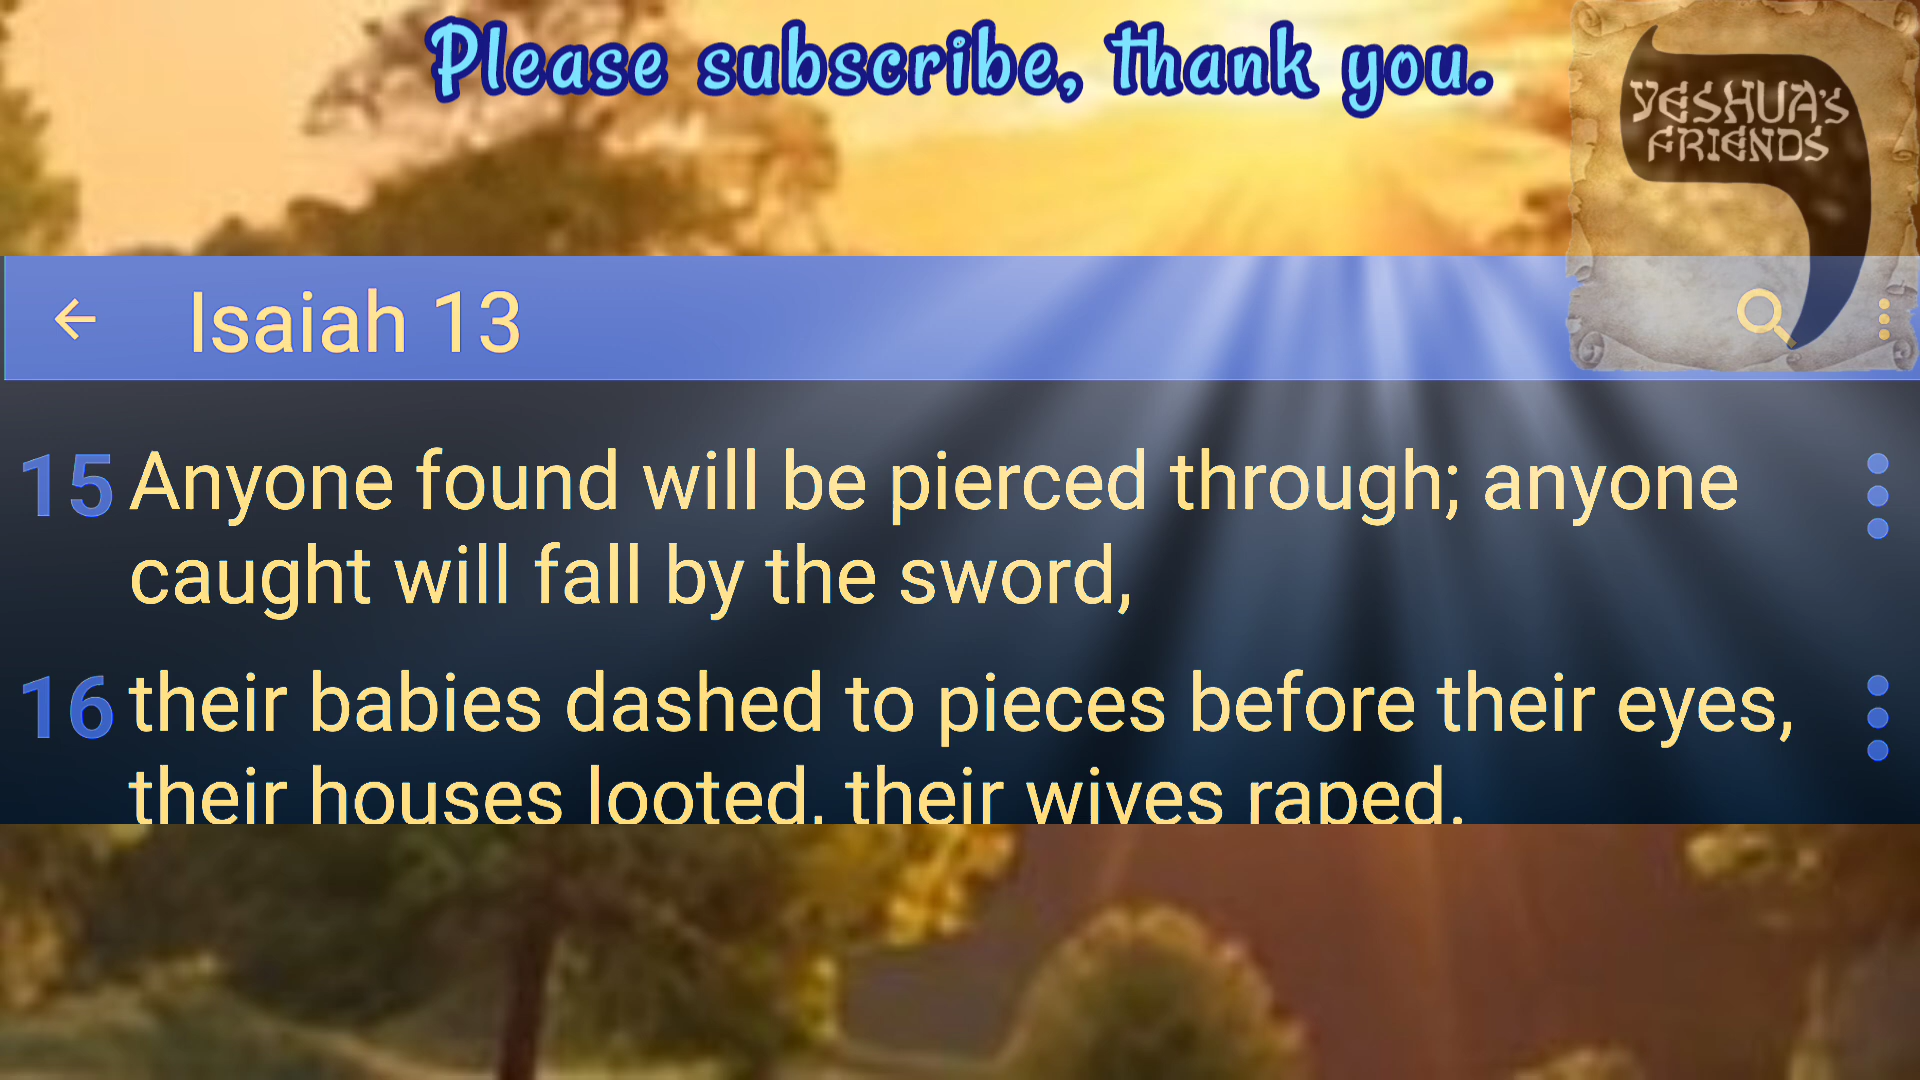 Please subscribe, thank you.
YESHUA'S
FRIENDS
Isaiah 13
15 Anyone found will be pierced through; anyone
caught will fall by the sword,
16 their babies dashed to pieces before their eyes,
their houses looted, their wives raped.